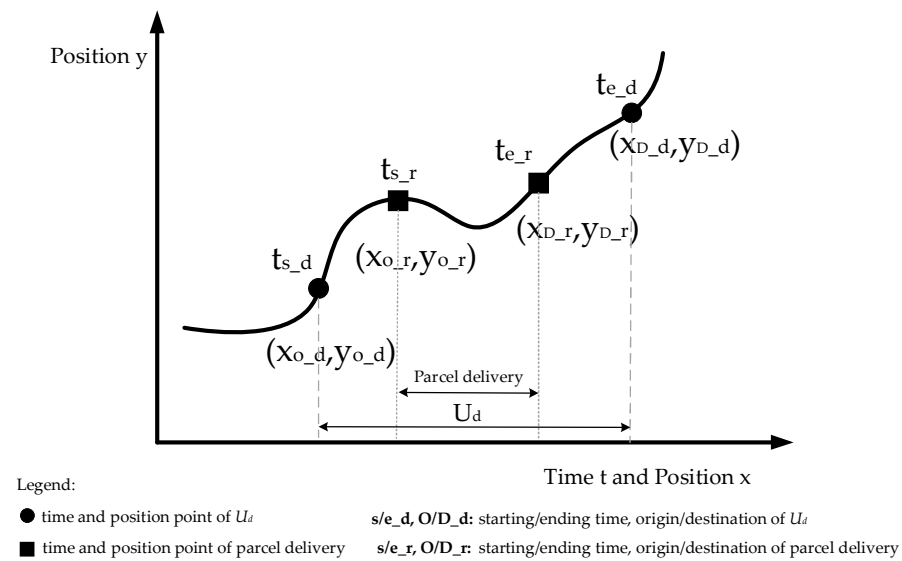 Position y
te_d
(xD_d,yD_d)
te_r
ts_r
(xD_r,yD_r)
(xO_r,yO_r)
ts_d
(xO_d,yO_d)
Parcel delivery
Ud
Time t and Position x
Legend:
time and position point of Ud
s/e_d, O/D_d: starting/ending time, origin/destination of Ud
time and position point of parcel delivery
s/e_r, O/D_r: starting/ending time, origin/destination of parcel delivery